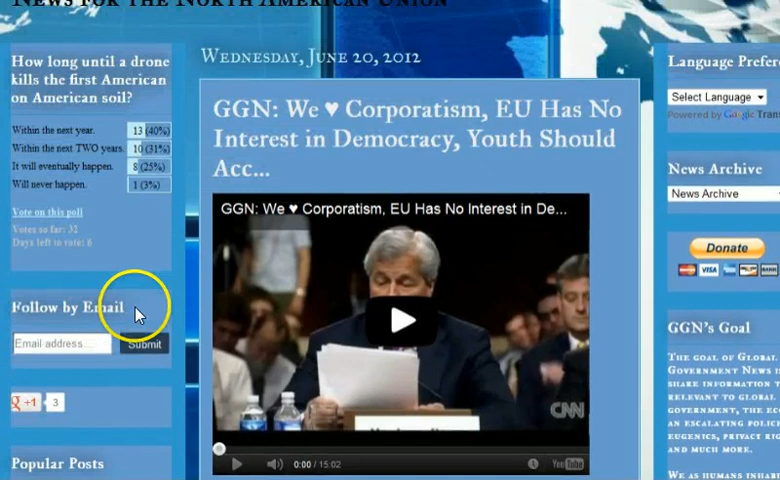 News for the North American Union
How long until a drone
kills the first American
on American soil?
Within the next year. 13 (40%)
Within the next TWO years. 10 (31%)
It will eventually happen. 8 (25%)
Will never happen. 1 (3%)
Vote on this poll
Votes so far: 32
Days left to vote: 6
Follow by Email
Email address...
Submit
g +1 3
Popular Posts
Wednesday, June 20, 2012
GGN: We ♥ Corporatism, EU Has No
Interest in Democracy, Youth Should
Acc...
GGN: We ♥ Corporatism, EU Has No Interest in De...
CNN
0:00 / 15:02
YouTube
Language Prefer
Select Language
Powered by Google Trans
News Archive
News Archive
Donate
VISA
BANK
GGN's Goal
The goal of Global
Government News i
share information
relevant to global
government, the ec
an escalating polic
eugenics, privacy rig
and much more.
We as humans inhab